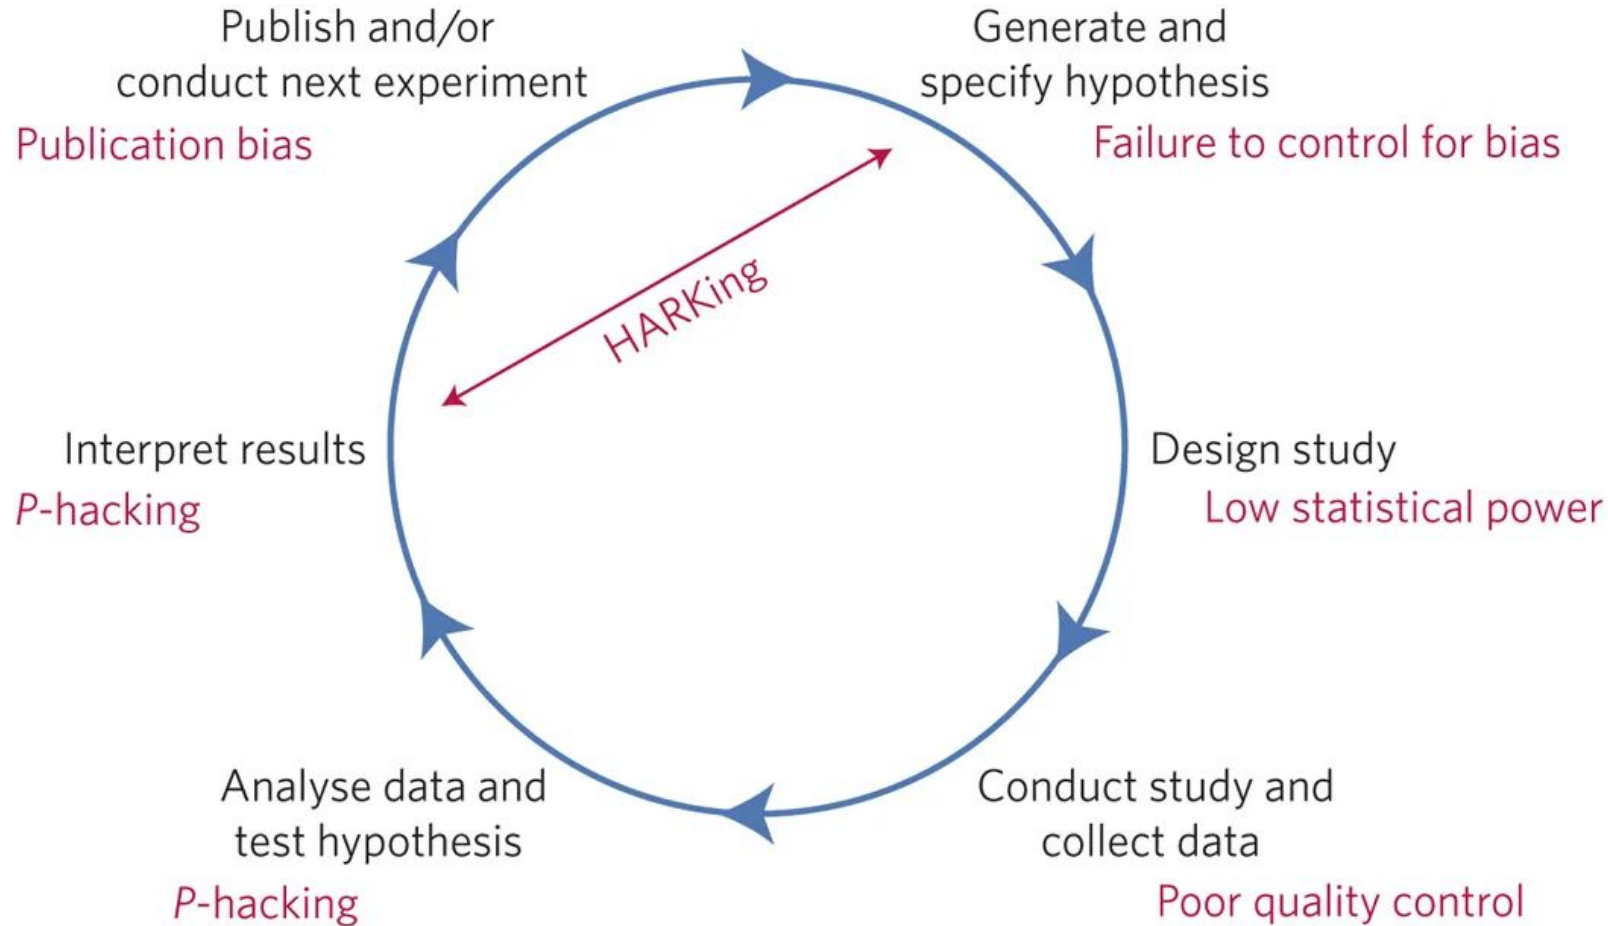 Publish and/or
conduct next experiment
Publication bias
Generate and
specify hypothesis
Failure to control for bias
HARKing
Interpret results
P-hacking
Design study
Low statistical power
Analyse data and
test hypothesis
P-hacking
Conduct study and
collect data
Poor quality control